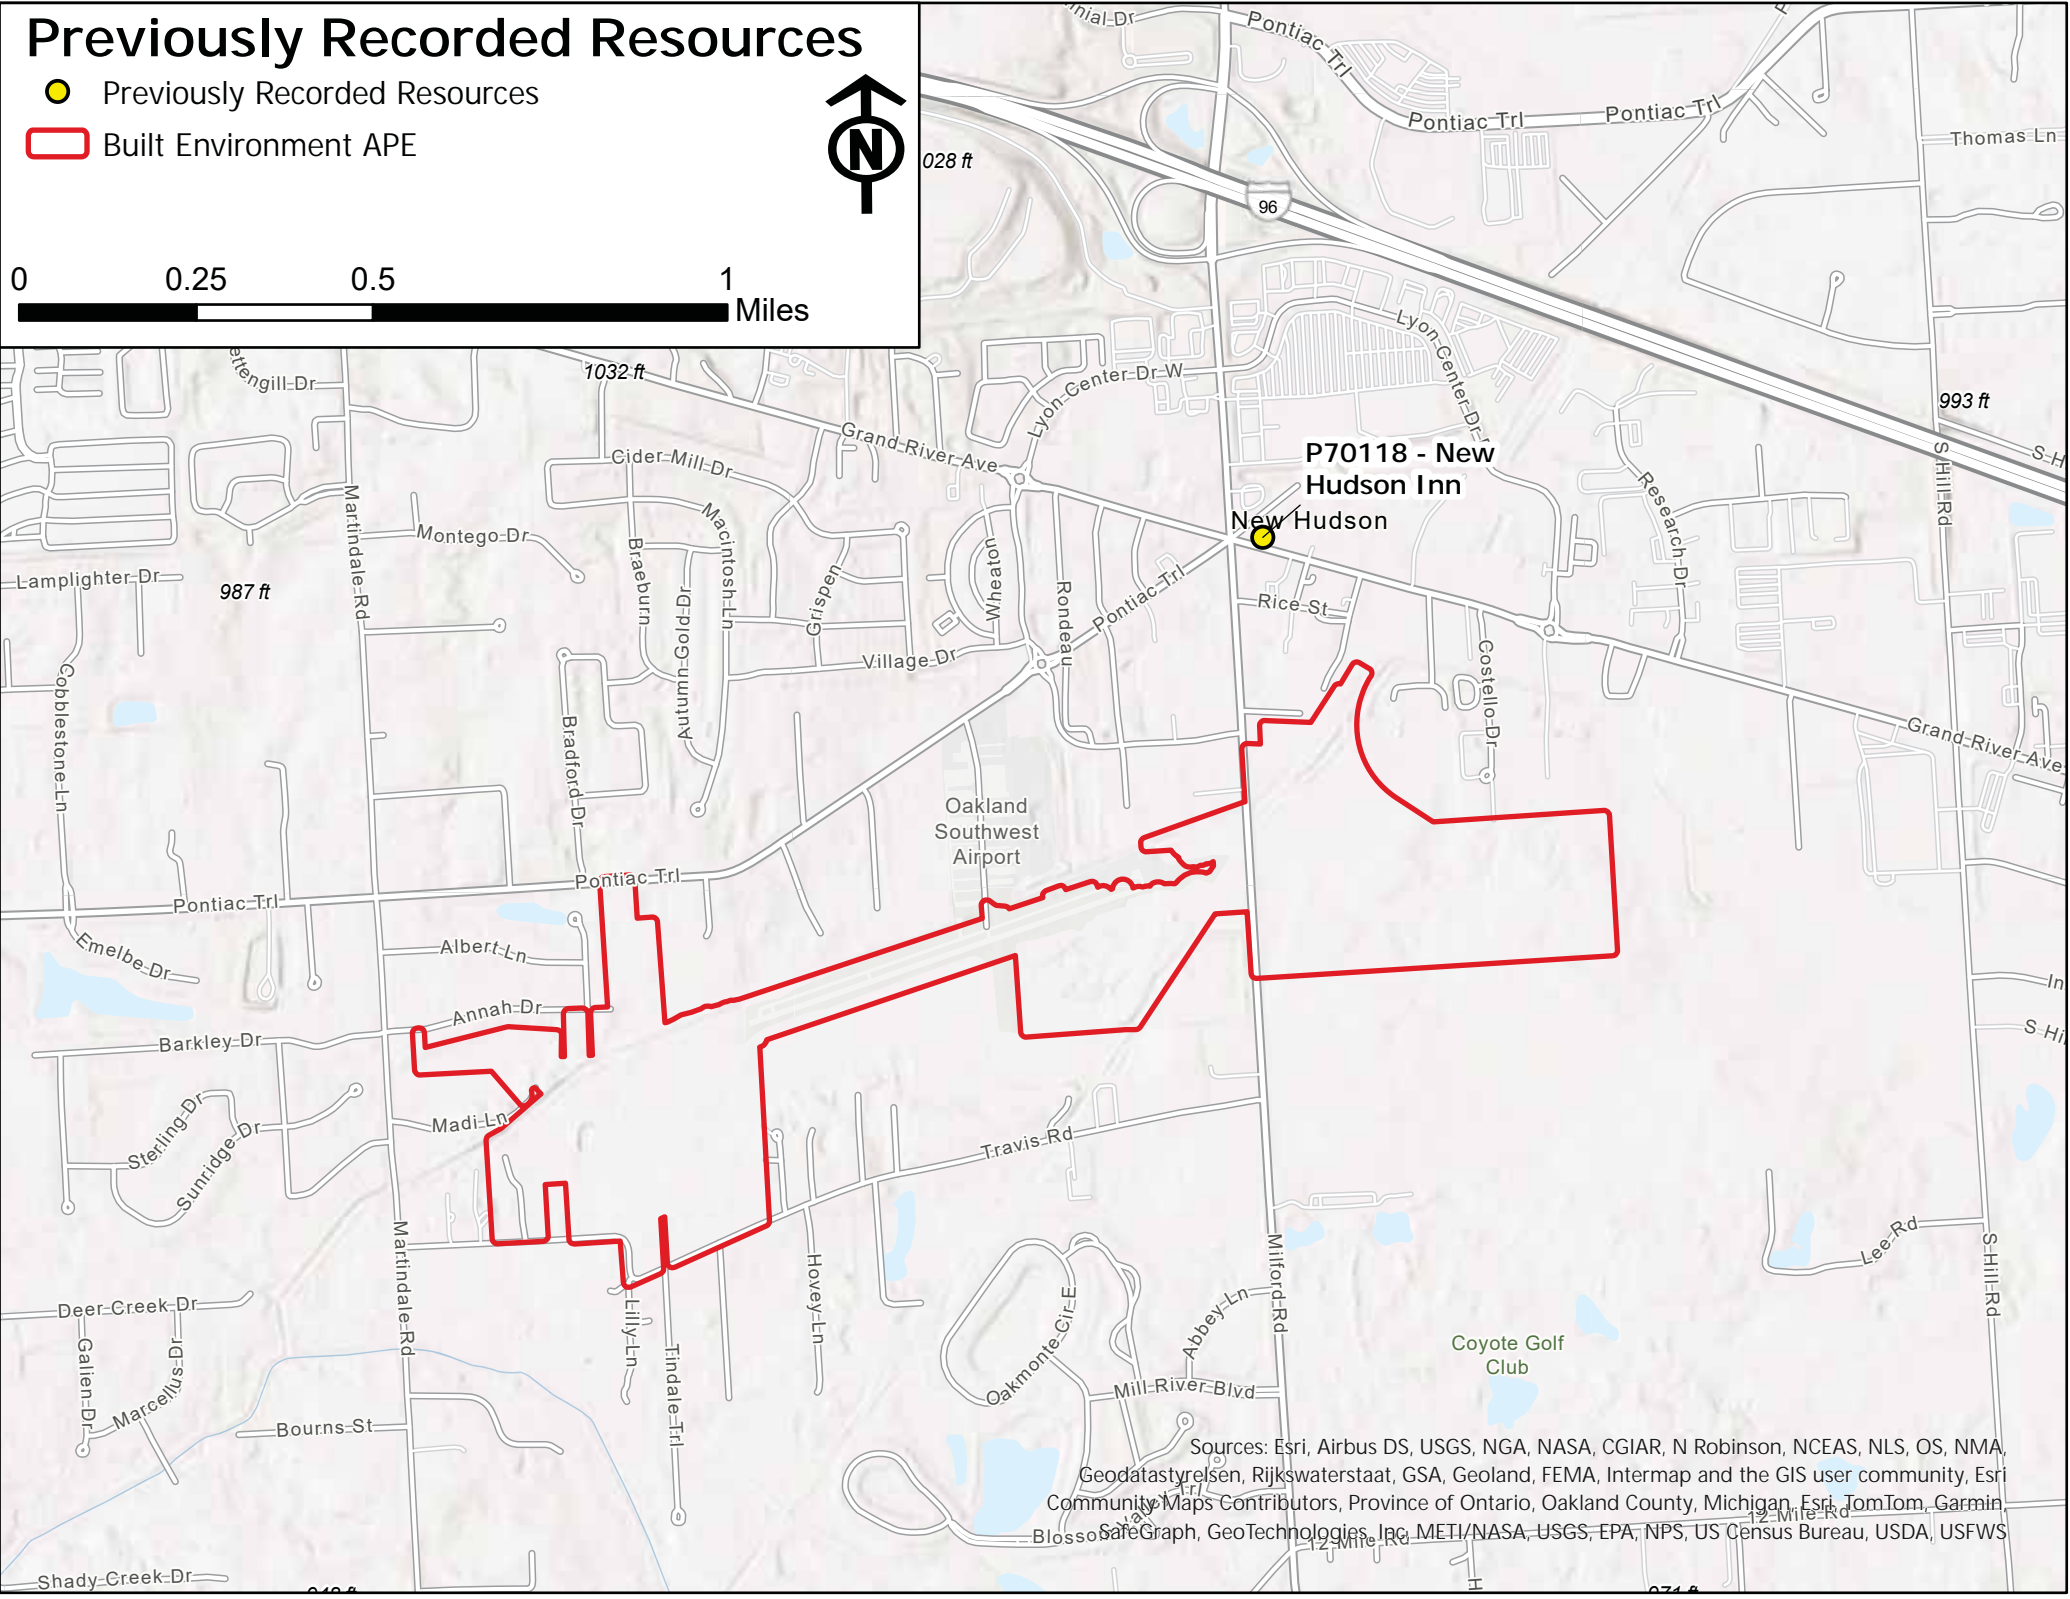 Previously Recorded Resources
Previously Recorded Resources
Built Environment APE
N
0 0.25 0.5 1
Miles
Pontiac Trl
Pontiac Trl
Pontiac Trl
Thomas Ln
028 ft
96
1032 ft
Lyon Center Dr W
Lyon Center Dr
993 ft
Grand River Ave
Cider Mill Dr
P70118 - New
Hudson Inn
New Hudson
S Hill Rd
Research Dr
Martindale Rd
Montego Dr
Macintosh Ln
Braeburn
Autumn Gold Dr
Grispen
Wheaton
Rondeau
Pontiac Trl
Rice St
Lamplighter Dr
987 ft
Village Dr
Costello Dr
Cobblestone Ln
Bradford Dr
Grand River Ave
Oakland
Southwest
Airport
Pontiac Trl
Pontiac Trl
Emelbe Dr
Albert Ln
Annah Dr
Barkley Dr
Madi Ln
Sterling Dr
Sunridge Dr
Travis Rd
Martindale Rd
Hovey Ln
Milford Rd
Lee Rd
S Hill Rd
Deer Creek Dr
Galien Dr
Marcellus Dr
Lilly Ln
Tindale Trl
Oakmonte Cir E
Abbey Ln
Coyote Golf
Club
Mill River Blvd
Bourns St
Sources: Esri, Airbus DS, USGS, NGA, NASA, CGIAR, N Robinson, NCEAS, NLS, OS, NMA,
Geodatastyrelsen, Rijkswaterstaat, GSA, Geoland, FEMA, Intermap and the GIS user community, Esri
Community Maps Contributors, Province of Ontario, Oakland County, Michigan, Esri, TomTom, Garmin,
SafeGraph, GeoTechnologies, Inc, METI/NASA, USGS, EPA, NPS, US Census Bureau, USDA, USFWS
12 Mile Rd
12 Mile Rd
Shady Creek Dr